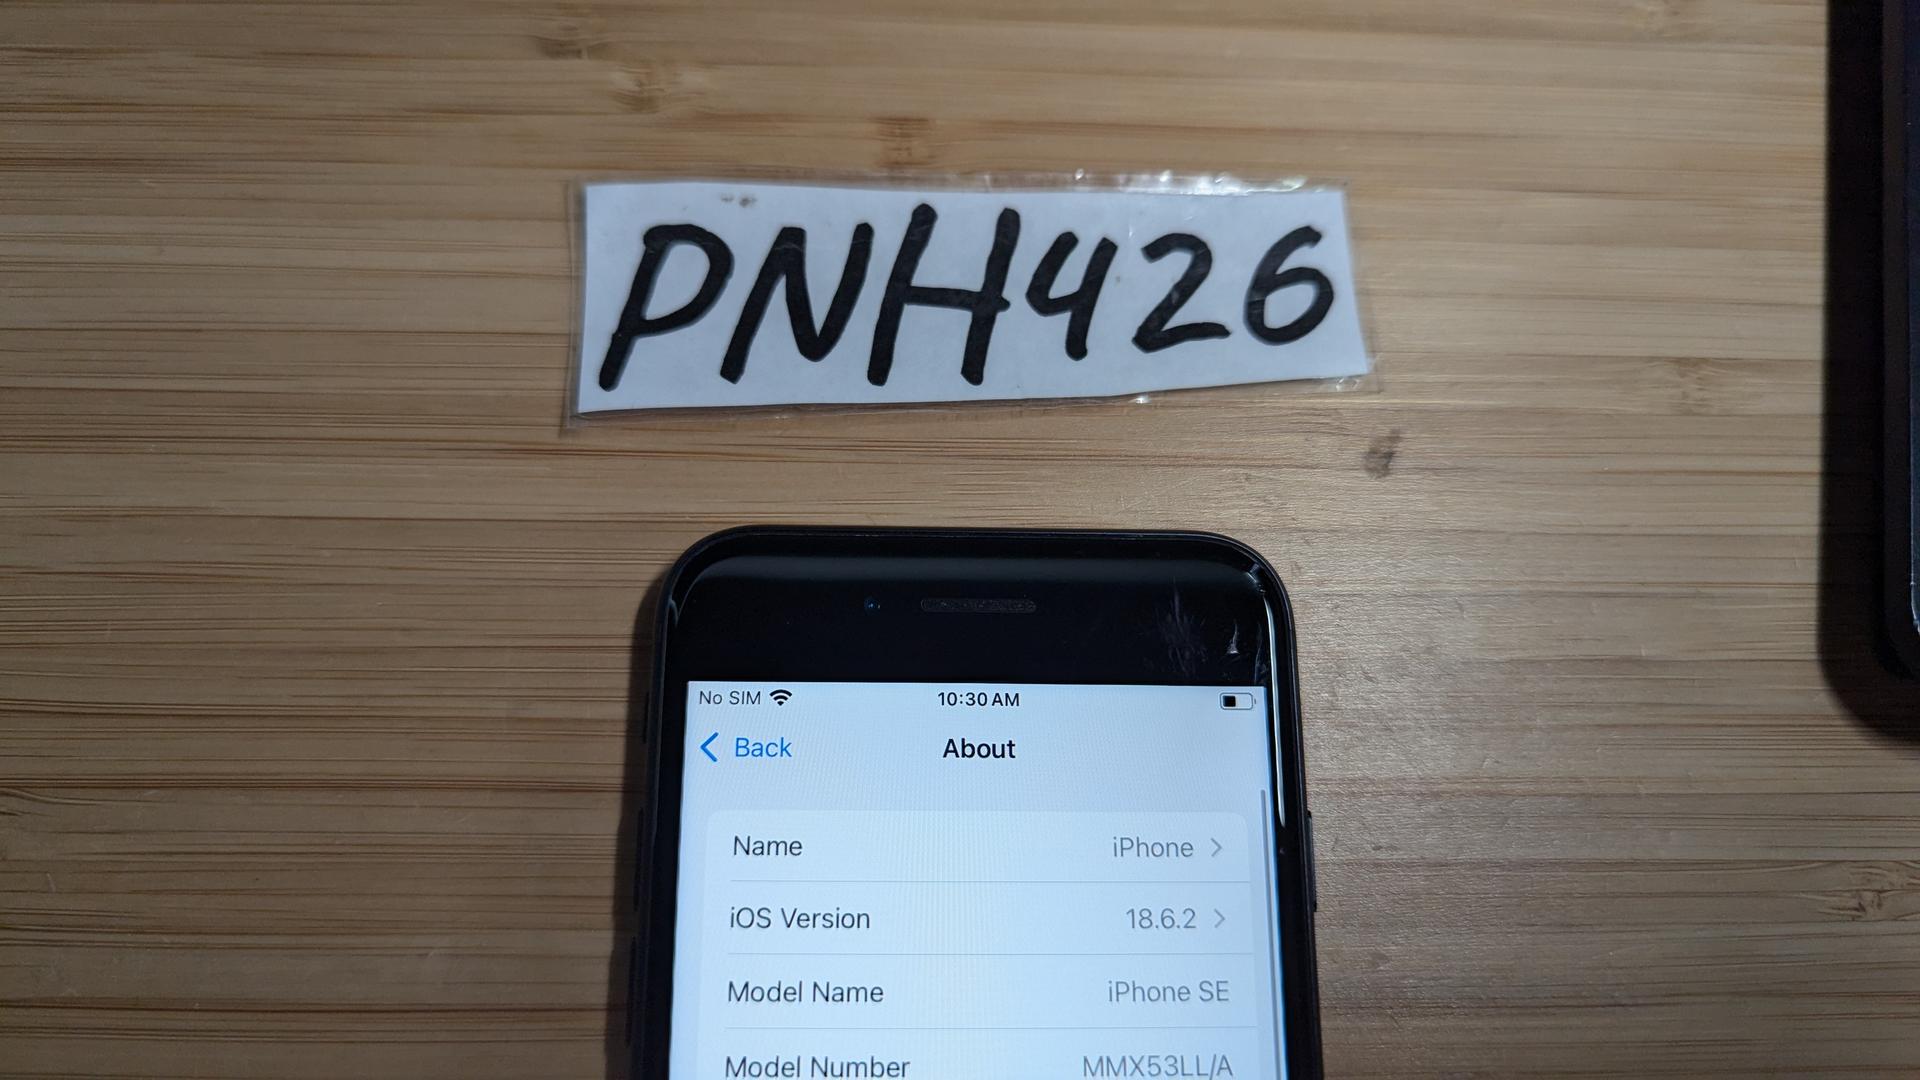 PNH426
No SIM 10:30 AM
Back About
Name iPhone
iOS Version 18.6.2
Model Name iPhone SE
Model Number MMX53LL/A